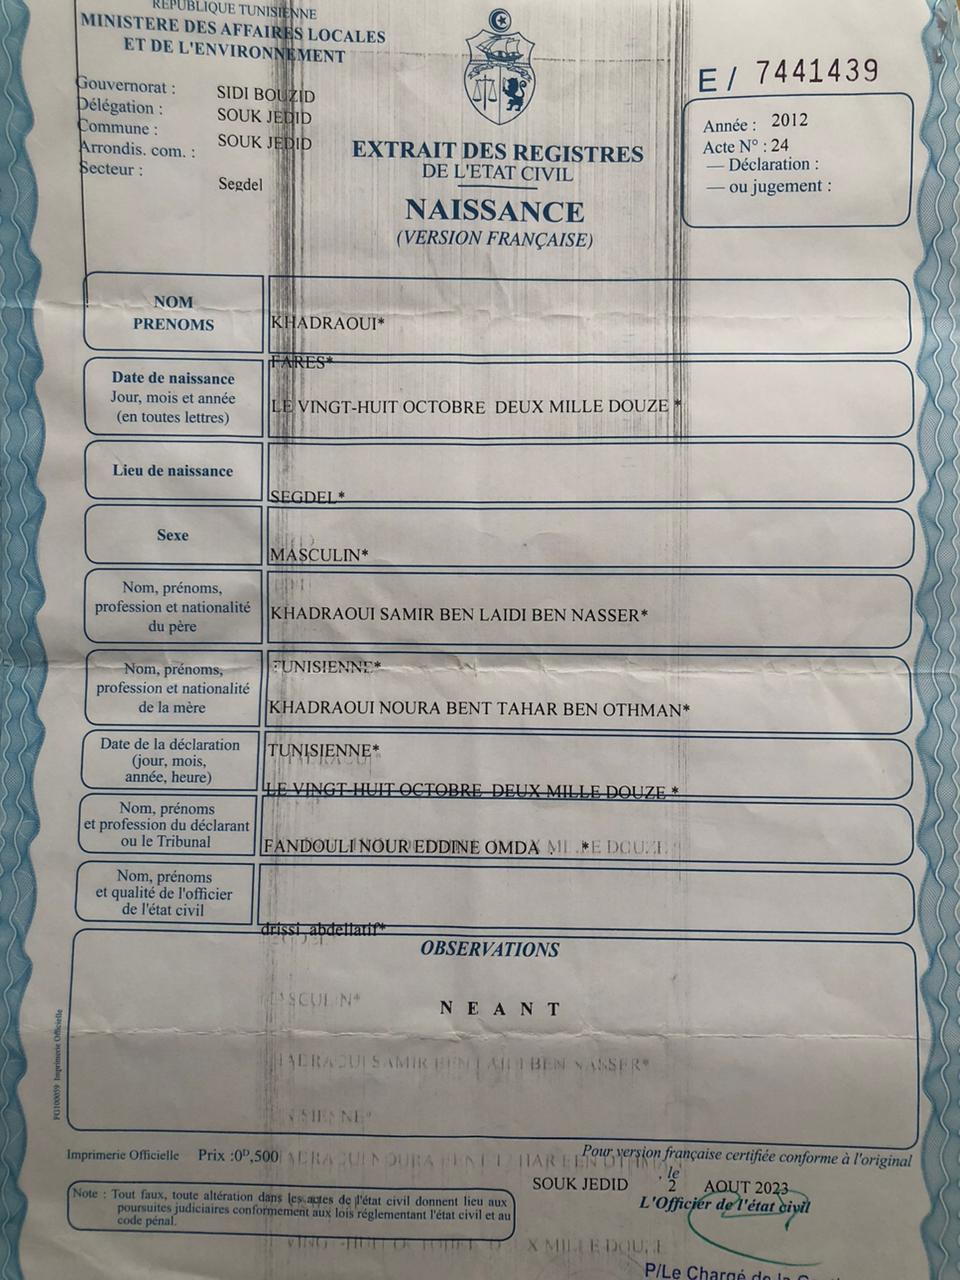 REPUBLIQUE TUNISIENNE
MINISTERE DES AFFAIRES LOCALES
ET DE L'ENVIRONNEMENT
Gouvernorat : SIDI BOUZID
Délégation : SOUK JEDID
Commune : SOUK JEDID
Arrondis. com. :
Secteur : Segdel
EXTRAIT DES REGISTRES
DE L'ETAT CIVIL
NAISSANCE
(VERSION FRANÇAISE)
E / 7441439
Année : 2012
Acte N° : 24
— Déclaration :
— ou jugement :
NOM
PRENOMS
KHADRAOUI*
FARES*
Date de naissance
Jour, mois et année
(en toutes lettres)
LE VINGT-HUIT OCTOBRE DEUX MILLE DOUZE *
Lieu de naissance
SEGDEL*
Sexe
MASCULIN*
Nom, prénoms,
profession et nationalité
du père
KHADRAOUI SAMIR BEN LAIDI BEN NASSER*
TUNISIENNE*
Nom, prénoms,
profession et nationalité
de la mère
KHADRAOUI NOURA BENT TAHAR BEN OTHMAN*
TUNISIENNE*
Date de la déclaration
(jour, mois,
année, heure)
LE VINGT-HUIT OCTOBRE DEUX MILLE DOUZE *
Nom, prénoms
et profession du déclarant
ou le Tribunal
FANDOULI NOUR EDDINE OMDA . *
Nom, prénoms
et qualité de l'officier
de l'état civil
drissi abdellatif*
OBSERVATIONS
N E A N T
FG100059 Imprimerie Officielle
Imprimerie Officielle Prix :0ᴰ,500
Pour version française certifiée conforme à l'original
SOUK JEDID , le 2 AOUT 2023
L'Officier de l'état civil
Note : Tout faux, toute altération dans les actes de l'état civil donnent lieu aux
poursuites judiciaires conformement aux lois réglementant l'état civil et au
code pénal.
P/Le Chargé de la